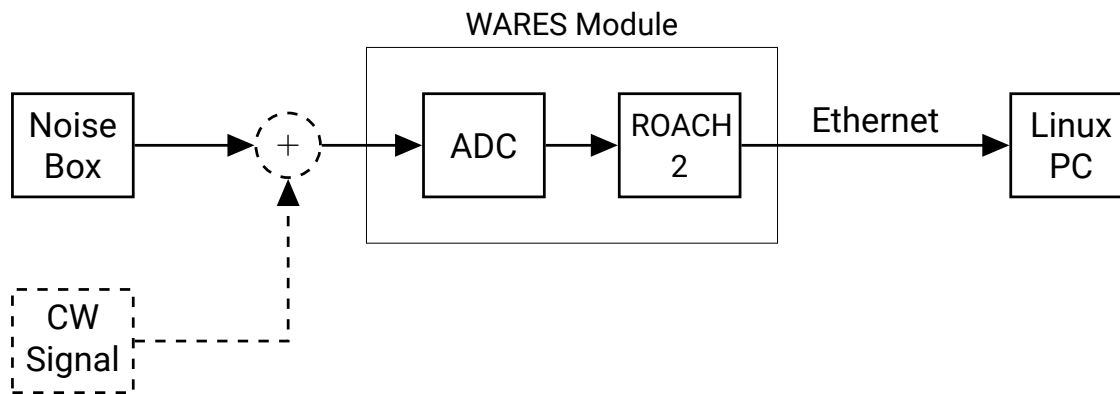 WARES Module
Noise
Box
+
ADC
ROACH
2
Ethernet
Linux
PC
CW
Signal